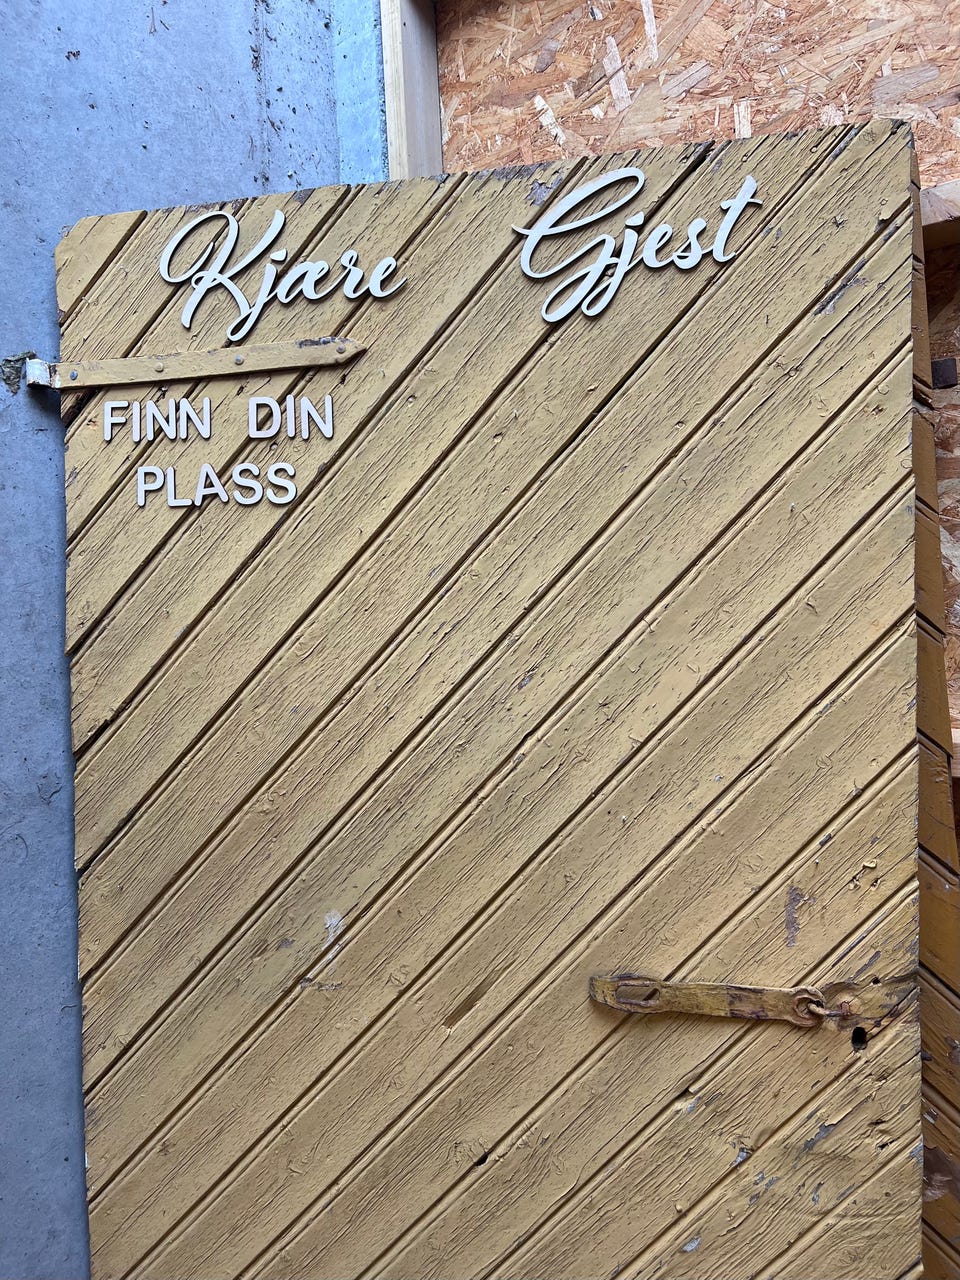 Kjære Gjest
FINN DIN
PLASS